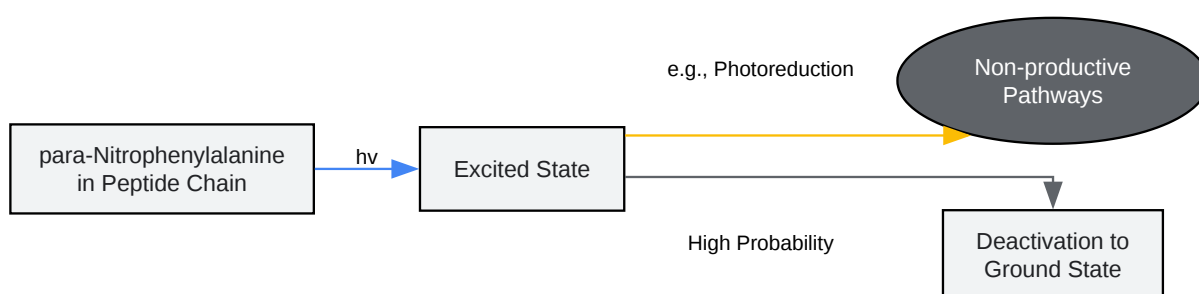 para-Nitrophenylalanine
in Peptide Chain
hv
Excited State
e.g., Photoreduction
Non-productive
Pathways
High Probability
Deactivation to
Ground State